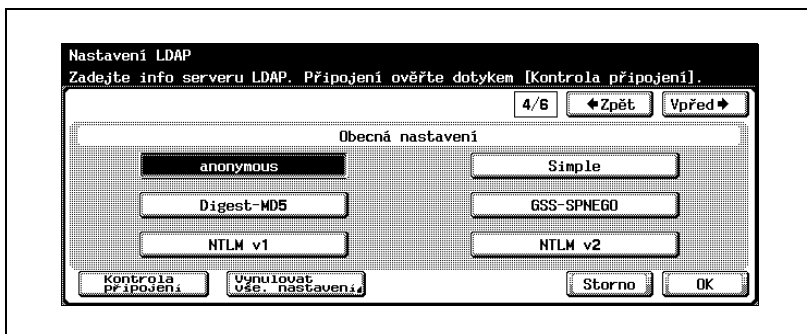 Nastavení LDAP
Zadejte info serveru LDAP. Připojení ověřte dotykem [Kontrola připojení].
4/6 Zpět Vpřed
Obecná nastavení
anonymous Simple
Digest-MD5 GSS-SPNEGO
NTLM v1 NTLM v2
Kontrola připojení
Vynulovat vše. nastavení
Storno OK